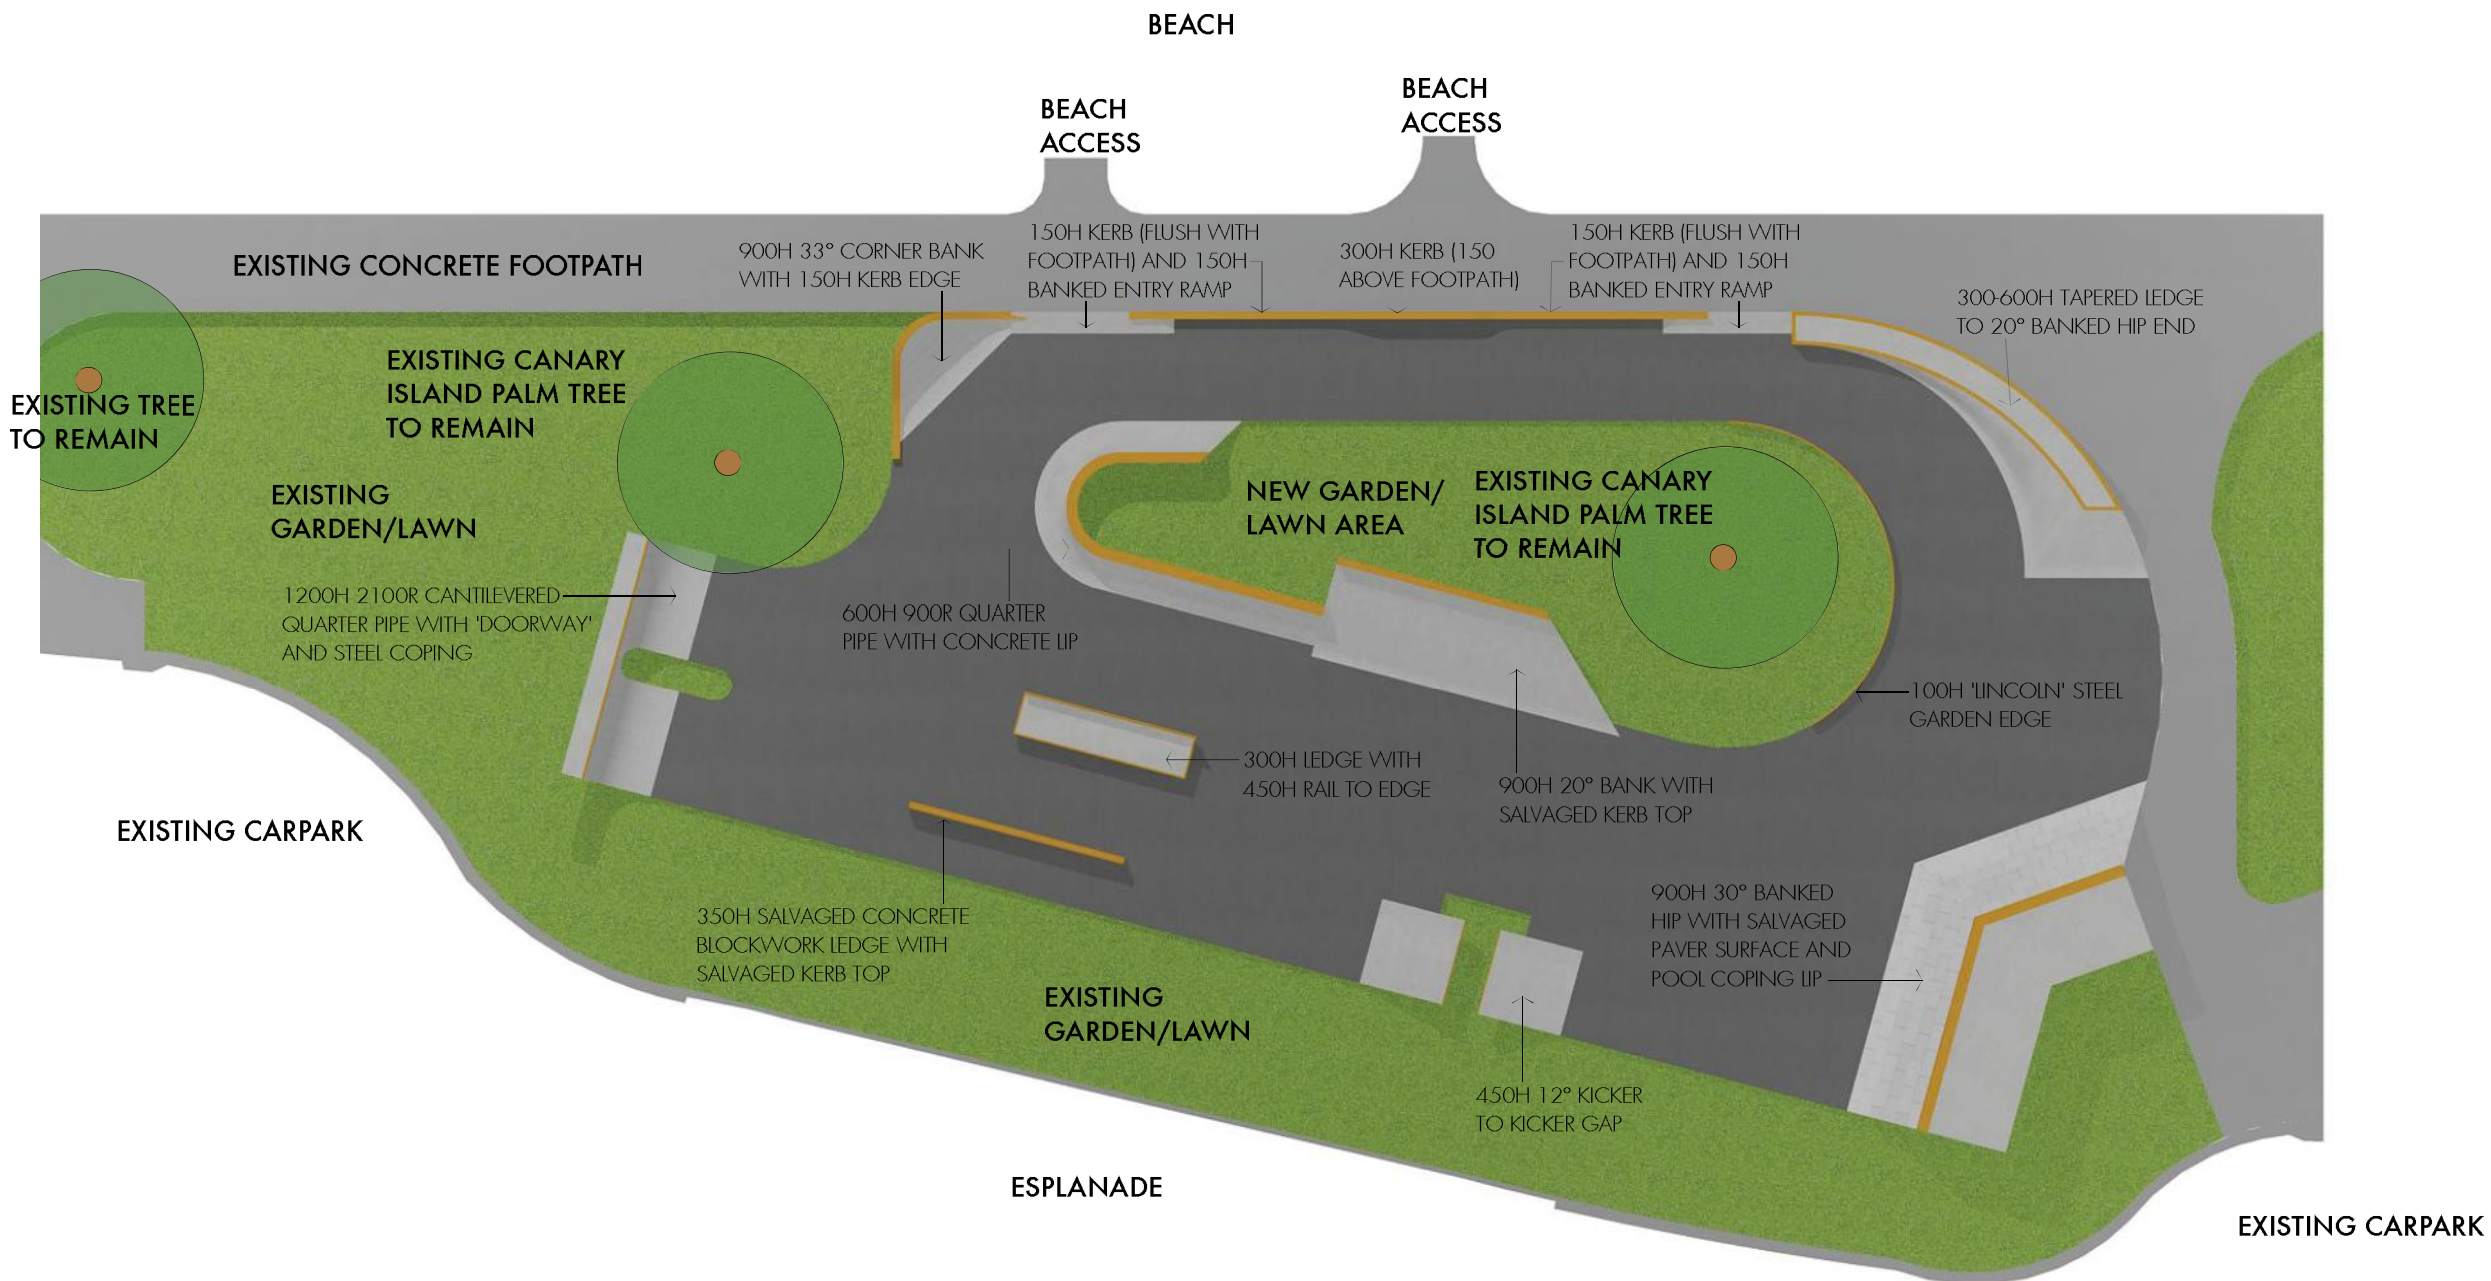 BEACH
BEACH
ACCESS
BEACH
ACCESS
EXISTING CONCRETE FOOTPATH
900H 33° CORNER BANK
WITH 150H KERB EDGE
150H KERB (FLUSH WITH
FOOTPATH) AND 150H
BANKED ENTRY RAMP
300H KERB (150
ABOVE FOOTPATH)
150H KERB (FLUSH WITH
FOOTPATH) AND 150H
BANKED ENTRY RAMP
300-600H TAPERED LEDGE
TO 20° BANKED HIP END
EXISTING TREE
TO REMAIN
EXISTING CANARY
ISLAND PALM TREE
TO REMAIN
EXISTING
GARDEN/LAWN
NEW GARDEN/
LAWN AREA
EXISTING CANARY
ISLAND PALM TREE
TO REMAIN
1200H 2100R CANTILEVERED
QUARTER PIPE WITH 'DOORWAY'
AND STEEL COPING
600H 900R QUARTER
PIPE WITH CONCRETE LIP
100H 'LINCOLN' STEEL
GARDEN EDGE
300H LEDGE WITH
450H RAIL TO EDGE
900H 20° BANK WITH
SALVAGED KERB TOP
EXISTING CARPARK
350H SALVAGED CONCRETE
BLOCKWORK LEDGE WITH
SALVAGED KERB TOP
900H 30° BANKED
HIP WITH SALVAGED
PAVER SURFACE AND
POOL COPING LIP
EXISTING
GARDEN/LAWN
450H 12° KICKER
TO KICKER GAP
ESPLANADE
EXISTING CARPARK